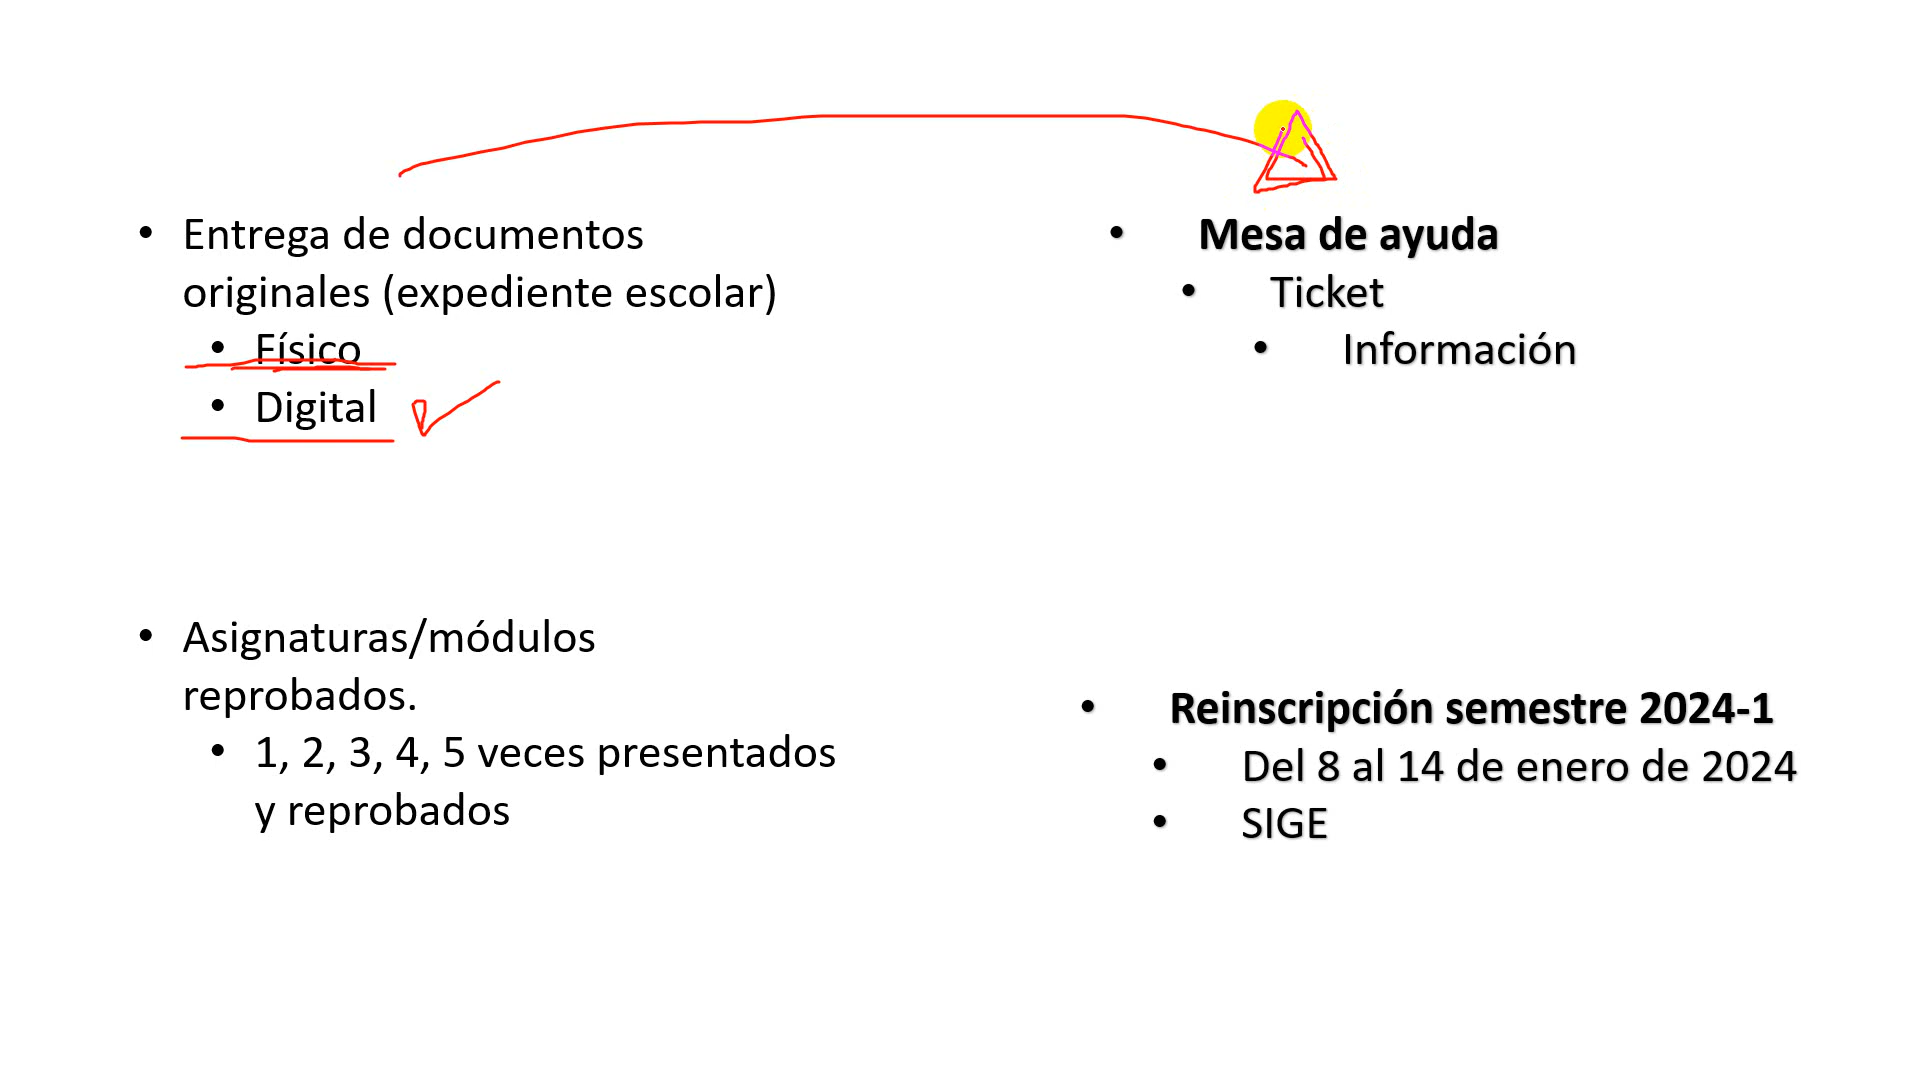 Entrega de documentos
originales (expediente escolar)
Físico
Digital
Mesa de ayuda
Ticket
Información
Asignaturas/módulos
reprobados.
1, 2, 3, 4, 5 veces presentados
y reprobados
Reinscripción semestre 2024-1
Del 8 al 14 de enero de 2024
SIGE